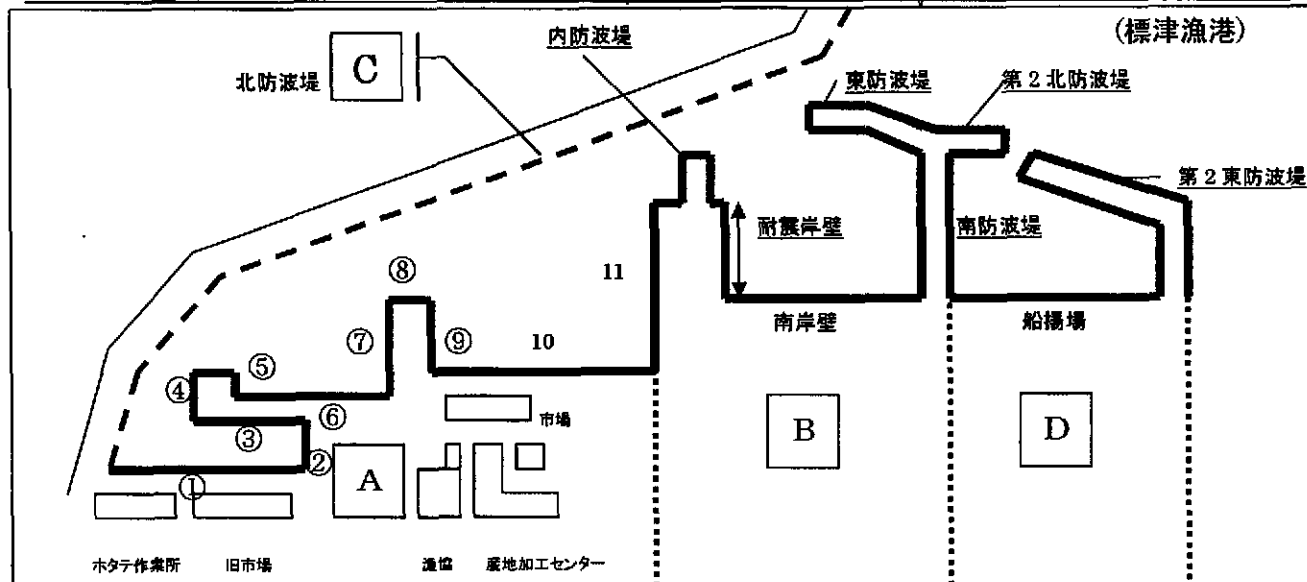 (標津漁港)
内防波堤
C
北防波堤
東防波堤
第2北防波堤
第2東防波堤
耐震岸壁
南防波堤
11
⑧
南岸壁
船揚場
⑦
⑨
10
⑤
④
⑥
市場
③
B
D
②
A
①
ホタテ作業所
旧市場
漁協
産地加工センター